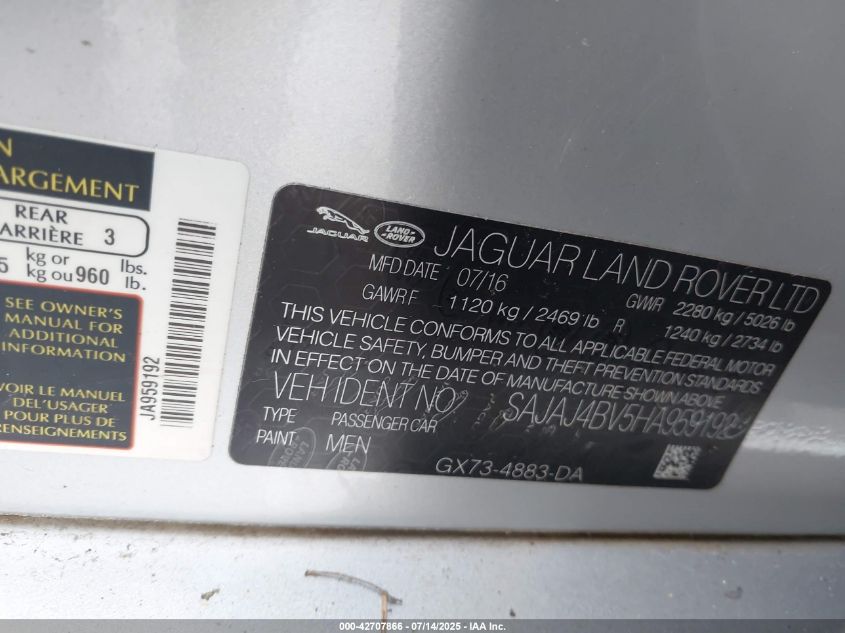 N
ARGEMENT
REAR
ARRIÈRE 3
5 kg or lbs.
kg ou 960 lb.
SEE OWNER'S
MANUAL FOR
ADDITIONAL
INFORMATION
VOIR LE MANUEL
DE L'USAGER
POUR PLUS DE
RENSEIGNEMENTS
JA959192
JAGUAR
LAND-
ROVER
JAGUAR LAND ROVER LTD
MFD DATE 07/16
GAWR F 1120 kg / 2469 lb R 1240 kg / 2734 lb GWR 2280 kg / 5026 lb
THIS VEHICLE CONFORMS TO ALL APPLICABLE FEDERAL MOTOR
VEHICLE SAFETY, BUMPER AND THEFT PREVENTION STANDARDS
IN EFFECT ON THE DATE OF MANUFACTURE SHOWN ABOVE
VEH IDENT NO SAJAJ4BV5HA959192
TYPE PASSENGER CAR
PAINT MEN
GX73-4883-DA
000-42707866 - 07/14/2025 - IAA Inc.